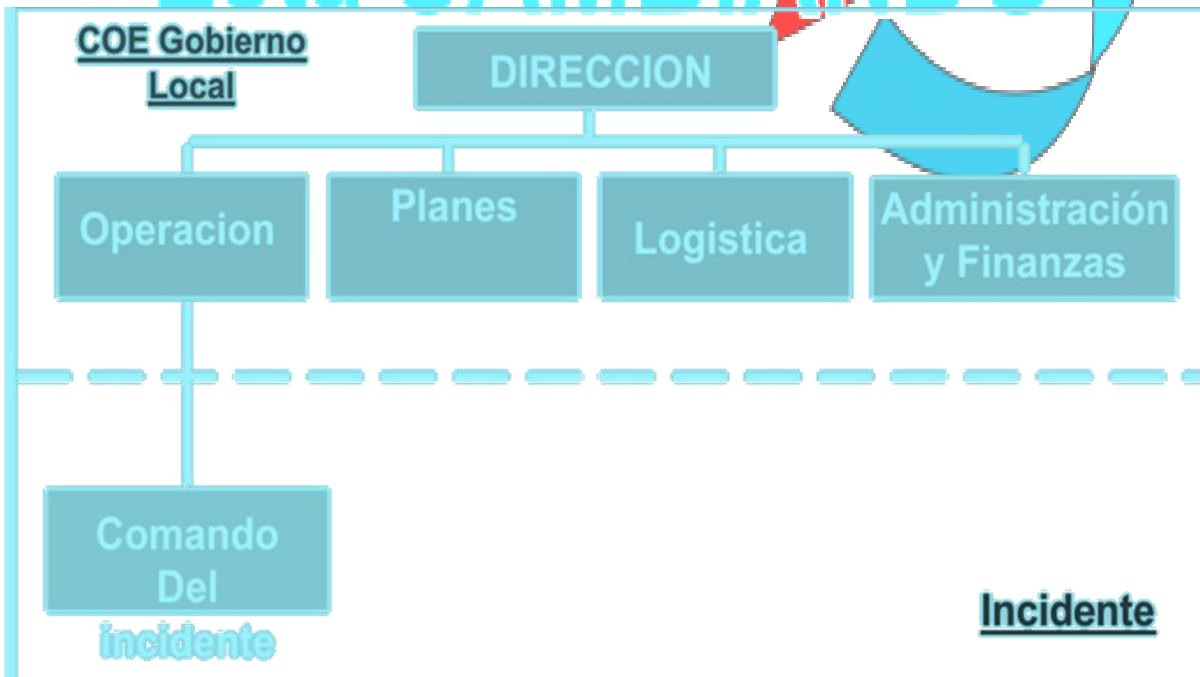 COE Gobierno
Local
DIRECCION
Operacion
Planes
Logistica
Administración
y Finanzas
Comando
Del
incidente
Incidente